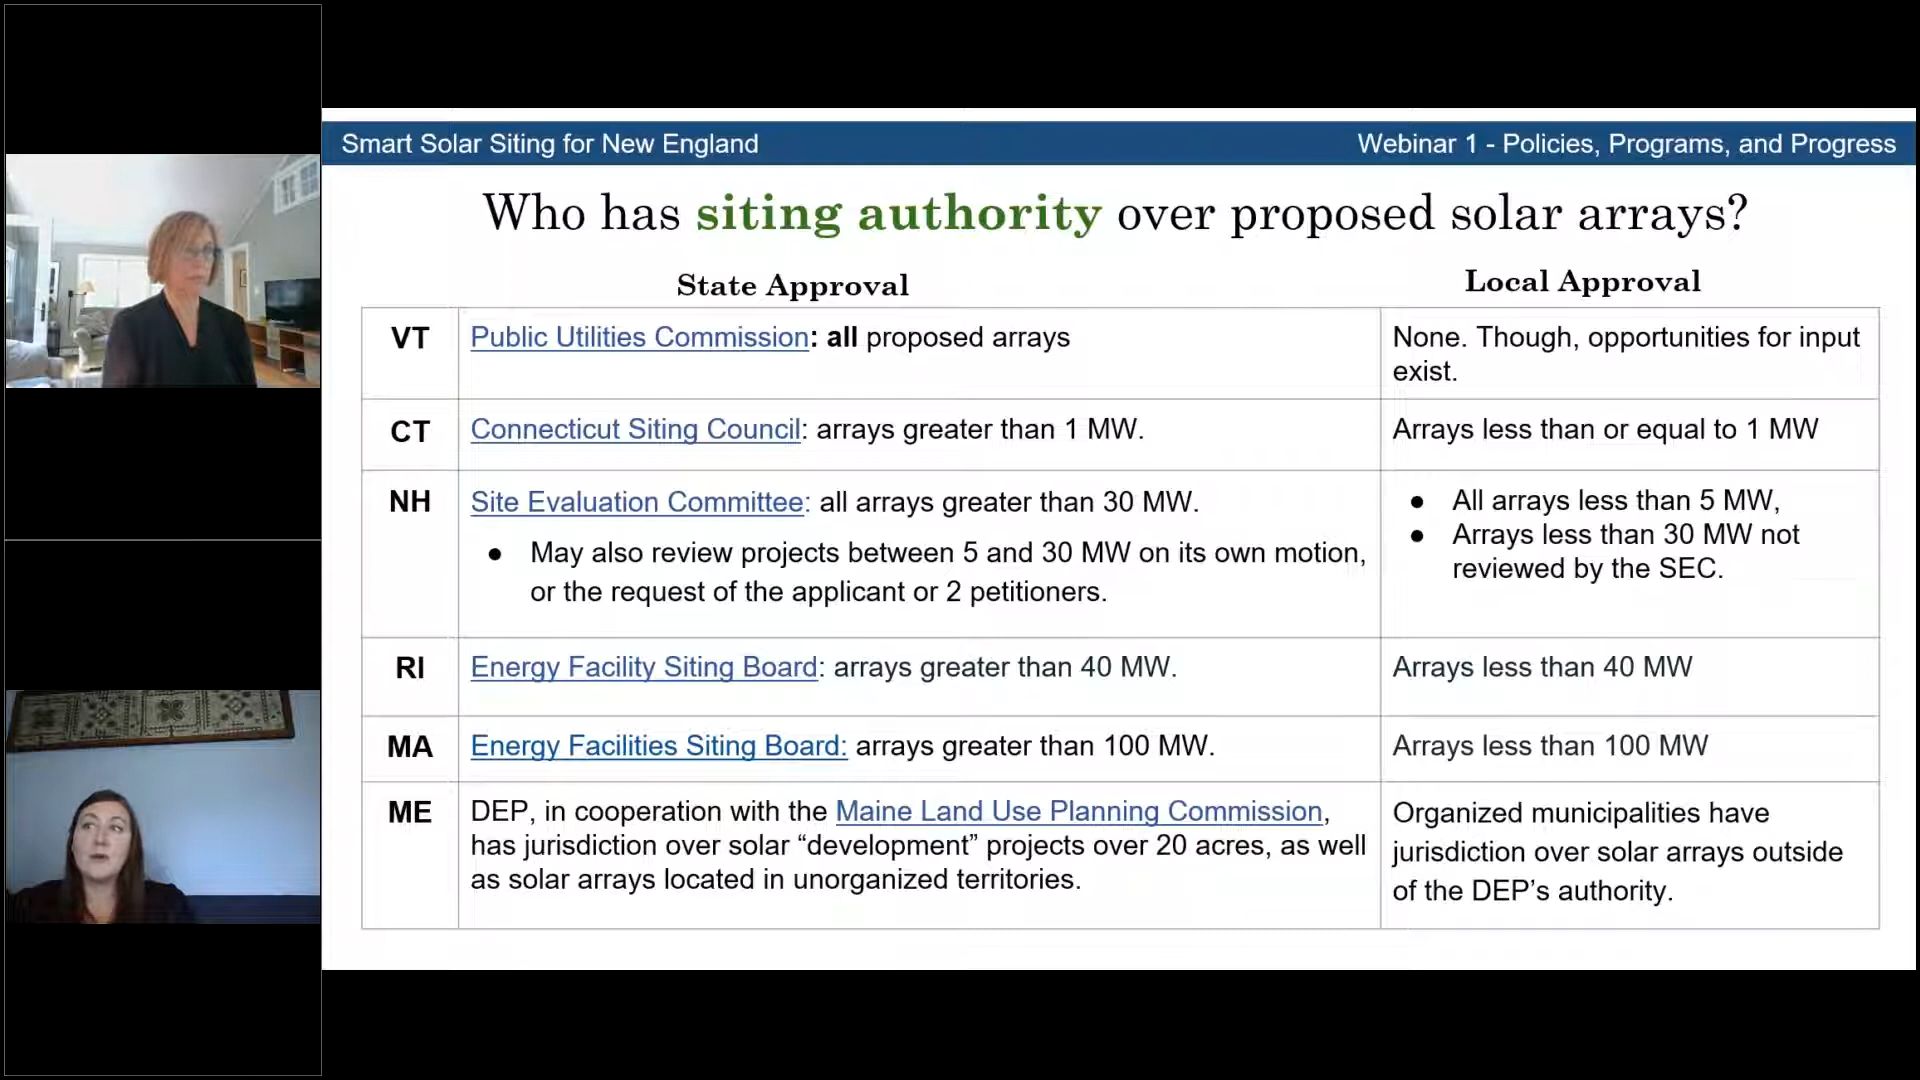 Smart Solar Siting for New England
Webinar 1 - Policies, Programs, and Progress
Who has siting authority over proposed solar arrays?
State Approval
Local Approval
VT
Public Utilities Commission: all proposed arrays
None. Though, opportunities for input
exist.
CT
Connecticut Siting Council: arrays greater than 1 MW.
Arrays less than or equal to 1 MW
NH
Site Evaluation Committee: all arrays greater than 30 MW.
● May also review projects between 5 and 30 MW on its own motion,
or the request of the applicant or 2 petitioners.
● All arrays less than 5 MW,
● Arrays less than 30 MW not
reviewed by the SEC.
RI
Energy Facility Siting Board: arrays greater than 40 MW.
Arrays less than 40 MW
MA
Energy Facilities Siting Board: arrays greater than 100 MW.
Arrays less than 100 MW
ME
DEP, in cooperation with the Maine Land Use Planning Commission,
has jurisdiction over solar “development” projects over 20 acres, as well
as solar arrays located in unorganized territories.
Organized municipalities have
jurisdiction over solar arrays outside
of the DEP’s authority.